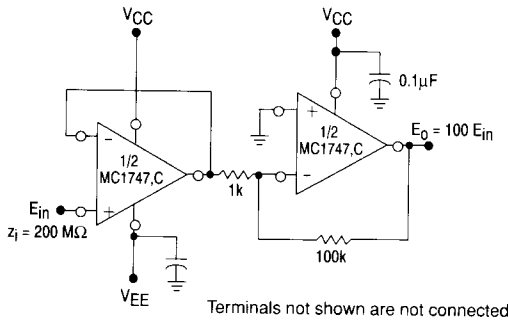 VCC
VCC
0.1µF
+
1/2
MC1747,C
−
E₀ = 100 Ein
−
1/2
MC1747,C
+
1k
Ein
zi = 200 MΩ
100k
VEE
Terminals not shown are not connected